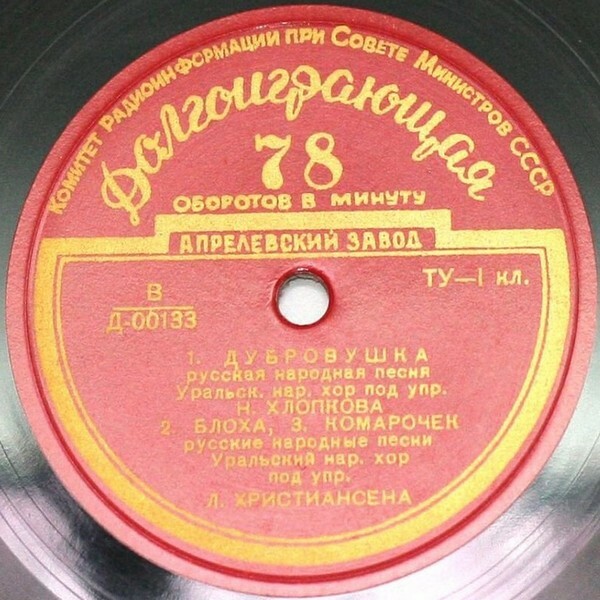 Комитет радиоинформации при Совете Министров СССР
Долгоиграющая
78
ОБОРОТОВ В МИНУТУ
АПРЕЛЕВСКИЙ ЗАВОД
В
Д-00133
ТУ—I кл.
1. ДУБРОВУШКА
русская народная песня
Уральск. нар. хор под упр.
Н. ХЛОПКОВА
2. БЛОХА, 3. КОМАРОЧЕК
русские народные песни
Уральский нар. хор
под упр.
Л. ХРИСТИАНСЕНА